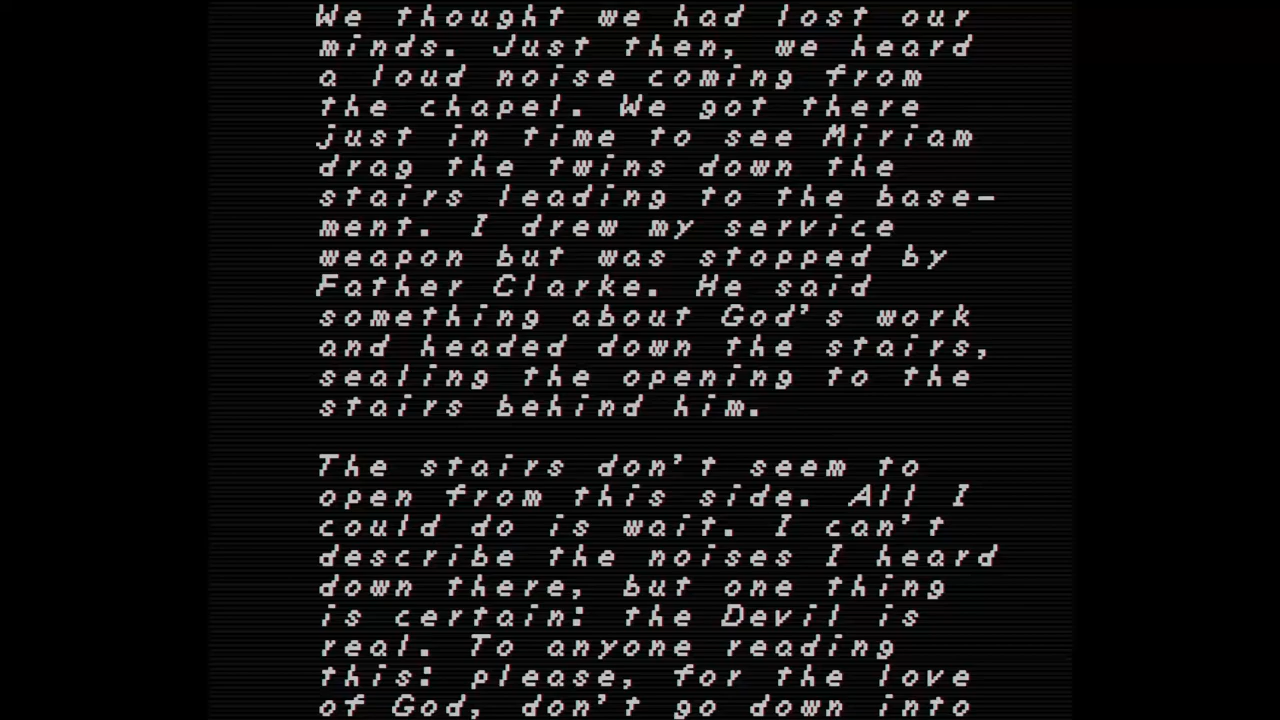 We thought we had lost our
minds. Just then, we heard
a loud noise coming from
the chapel. We got there
just in time to see Miriam
drag the twins down the
stairs leading to the base-
ment. I drew my service
weapon but was stopped by
Father Clarke. He said
something about God's work
and headed down the stairs,
sealing the opening to the
stairs behind him.

The stairs don't seem to
open from this side. All I
could do is wait. I can't
describe the noises I heard
down there, but one thing
is certain: the Devil is
real. To anyone reading
this: please, for the love
of God, don't go down into